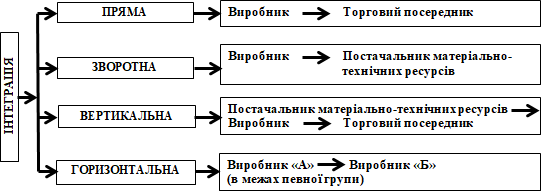 ІНТЕГРАЦІЯ
ПРЯМА
Виробник Торговий посередник
ЗВОРОТНА
Виробник Постачальник матеріально-
технічних ресурсів
ВЕРТИКАЛЬНА
Постачальник матеріально-технічних ресурсів
Виробник Торговий посередник
ГОРИЗОНТАЛЬНА
Виробник «А» Виробник «Б»
(в межах певної групи)